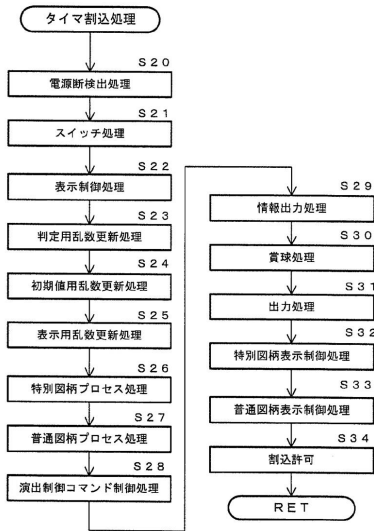 タイマ割込処理
S20
電源断検出処理
S21
スイッチ処理
S22
表示制御処理
S23
判定用乱数更新処理
S24
初期値用乱数更新処理
S25
表示用乱数更新処理
S26
特別図柄プロセス処理
S27
普通図柄プロセス処理
S28
演出制御コマンド制御処理
S29
情報出力処理
S30
賞球処理
S31
出力処理
S32
特別図柄表示制御処理
S33
普通図柄表示制御処理
S34
割込許可
RET